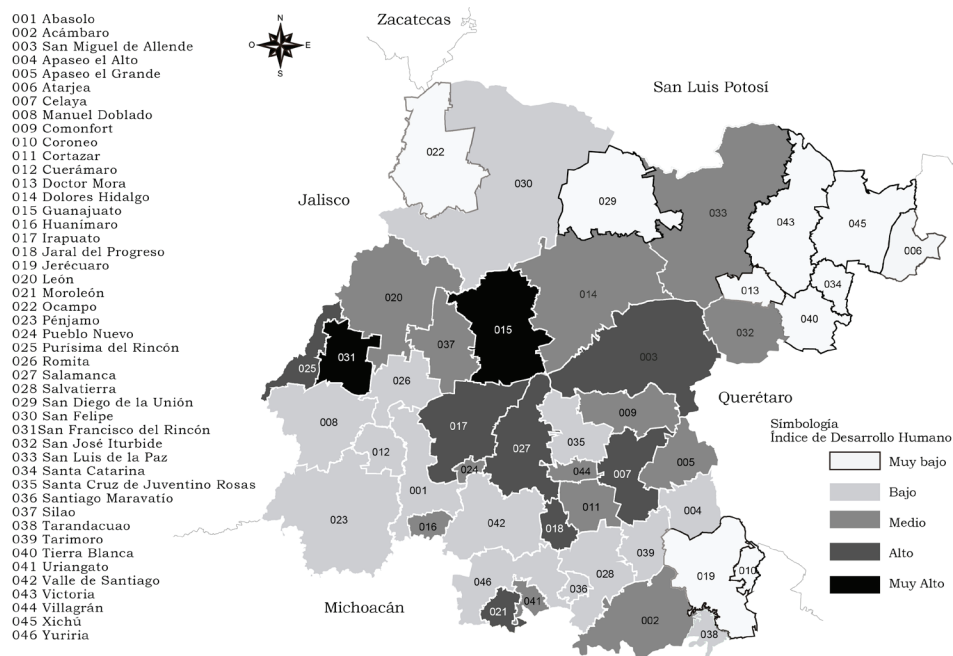 001 Abasolo
002 Acámbaro
003 San Miguel de Allende
004 Apaseo el Alto
005 Apaseo el Grande
006 Atarjea
007 Celaya
008 Manuel Doblado
009 Comonfort
010 Coroneo
011 Cortazar
012 Cuerámaro
013 Doctor Mora
014 Dolores Hidalgo
015 Guanajuato
016 Huanímaro
017 Irapuato
018 Jaral del Progreso
019 Jerécuaro
020 León
021 Moroleón
022 Ocampo
023 Pénjamo
024 Pueblo Nuevo
025 Purisima del Rincón
026 Romita
027 Salamanca
028 Salvatierra
029 San Diego de la Unión
030 San Felipe
031San Francisco del Rincón
032 San José Iturbide
033 San Luis de la Paz
034 Santa Catarina
035 Santa Cruz de Juventino Rosas
036 Santiago Maravatío
037 Silao
038 Tarandacuao
039 Tarimoro
040 Tierra Blanca
041 Uriangato
042 Valle de Santiago
043 Victoria
044 Villagrán
045 Xichú
046 Yuriria
N
O E
S
Zacatecas
San Luis Potosí
Jalisco
Querétaro
Michoacán
022
030
029
033
043
045
006
013
034
040
032
020
014
015
037
031
025
003
026
008
017
009
027
035
012
005
024
044
007
001
023
011
004
016
042
018
039
028
019
010
046
036
041
021
002
038
Símbología
Índice de Desarrollo Humano
Muy bajo
Bajo
Medio
Alto
Muy Alto